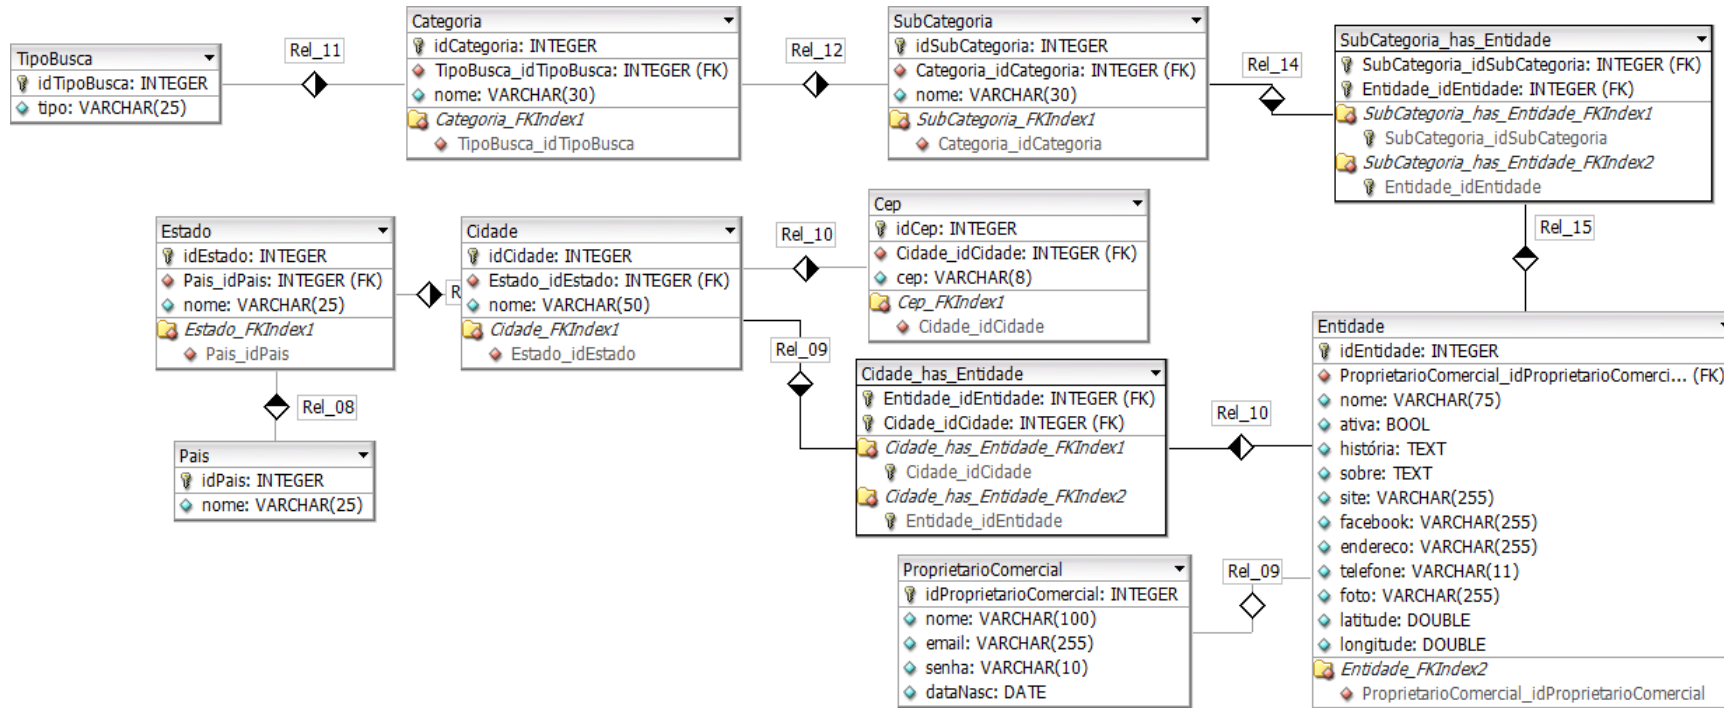 TipoBusca
idTipoBusca: INTEGER
tipo: VARCHAR(25)
Rel_11
Categoria
idCategoria: INTEGER
TipoBusca_idTipoBusca: INTEGER (FK)
nome: VARCHAR(30)
Categoria_FKIndex1
TipoBusca_idTipoBusca
Rel_12
SubCategoria
idSubCategoria: INTEGER
Categoria_idCategoria: INTEGER (FK)
nome: VARCHAR(30)
SubCategoria_FKIndex1
Categoria_idCategoria
Rel_14
SubCategoria_has_Entidade
SubCategoria_idSubCategoria: INTEGER (FK)
Entidade_idEntidade: INTEGER (FK)
SubCategoria_has_Entidade_FKIndex1
SubCategoria_idSubCategoria
SubCategoria_has_Entidade_FKIndex2
Entidade_idEntidade
Rel_15
Estado
idEstado: INTEGER
Pais_idPais: INTEGER (FK)
nome: VARCHAR(25)
Estado_FKIndex1
Pais_idPais
Rel_08
Pais
idPais: INTEGER
nome: VARCHAR(25)
Cidade
idCidade: INTEGER
Estado_idEstado: INTEGER (FK)
nome: VARCHAR(50)
Cidade_FKIndex1
Estado_idEstado
Rel_10
Cep
idCep: INTEGER
Cidade_idCidade: INTEGER (FK)
cep: VARCHAR(8)
Cep_FKIndex1
Cidade_idCidade
Rel_09
Cidade_has_Entidade
Entidade_idEntidade: INTEGER (FK)
Cidade_idCidade: INTEGER (FK)
Cidade_has_Entidade_FKIndex1
Cidade_idCidade
Cidade_has_Entidade_FKIndex2
Entidade_idEntidade
Rel_10
ProprietarioComercial
idProprietarioComercial: INTEGER
nome: VARCHAR(100)
email: VARCHAR(255)
senha: VARCHAR(10)
dataNasc: DATE
Rel_09
Entidade
idEntidade: INTEGER
ProprietarioComercial_idProprietarioComerci... (FK)
nome: VARCHAR(75)
ativa: BOOL
história: TEXT
sobre: TEXT
site: VARCHAR(255)
facebook: VARCHAR(255)
endereco: VARCHAR(255)
telefone: VARCHAR(11)
foto: VARCHAR(255)
latitude: DOUBLE
longitude: DOUBLE
Entidade_FKIndex2
ProprietarioComercial_idProprietarioComercial